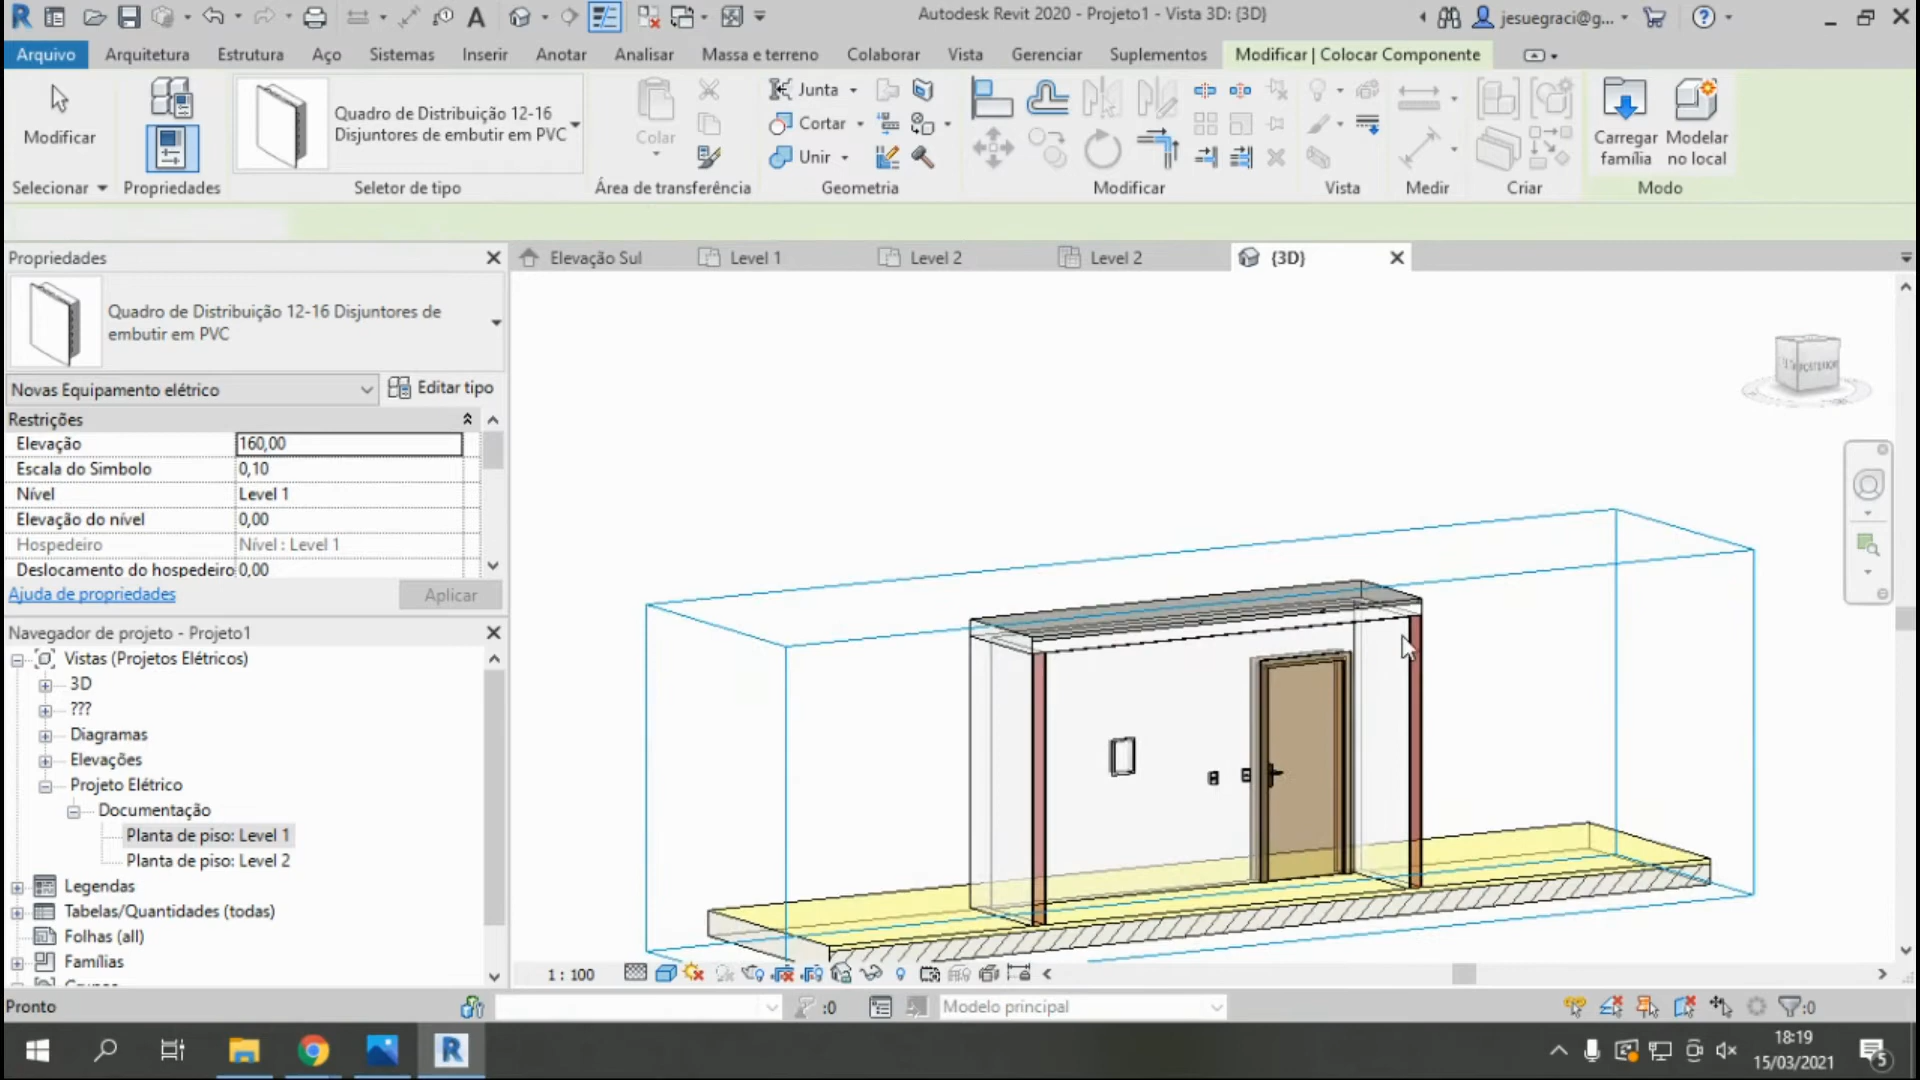 Autodesk Revit 2020 - Projeto1 - Vista 3D: {3D}
jesuegraci@g...
Arquivo Arquitetura Estrutura Aço Sistemas Inserir Anotar Analisar Massa e terreno Colaborar Vista Gerenciar Suplementos Modificar | Colocar Componente
Modificar
Quadro de Distribuição 12-16
Disjuntores de embutir em PVC
Colar
Junta
Cortar
Unir
Carregar família
Modelar no local
Selecionar Propriedades Seletor de tipo Área de transferência Geometria Modificar Vista Medir Criar Modo
Propriedades
Elevação Sul Level 1 Level 2 Level 2 {3D}
Quadro de Distribuição 12-16 Disjuntores de
embutir em PVC
Novas Equipamento elétrico Editar tipo
Restrições
Elevação 160,00
Escala do Simbolo 0,10
Nível Level 1
Elevação do nível 0,00
Hospedeiro Nível : Level 1
Deslocamento do hospedeiro 0,00
Ajuda de propriedades Aplicar
Navegador de projeto - Projeto1
Vistas (Projetos Elétricos)
3D
???
Diagramas
Elevações
Projeto Elétrico
Documentação
Planta de piso: Level 1
Planta de piso: Level 2
Legendas
Tabelas/Quantidades (todas)
Folhas (all)
Famílias
1 : 100
Pronto :0 Modelo principal :0
18:19
15/03/2021
5